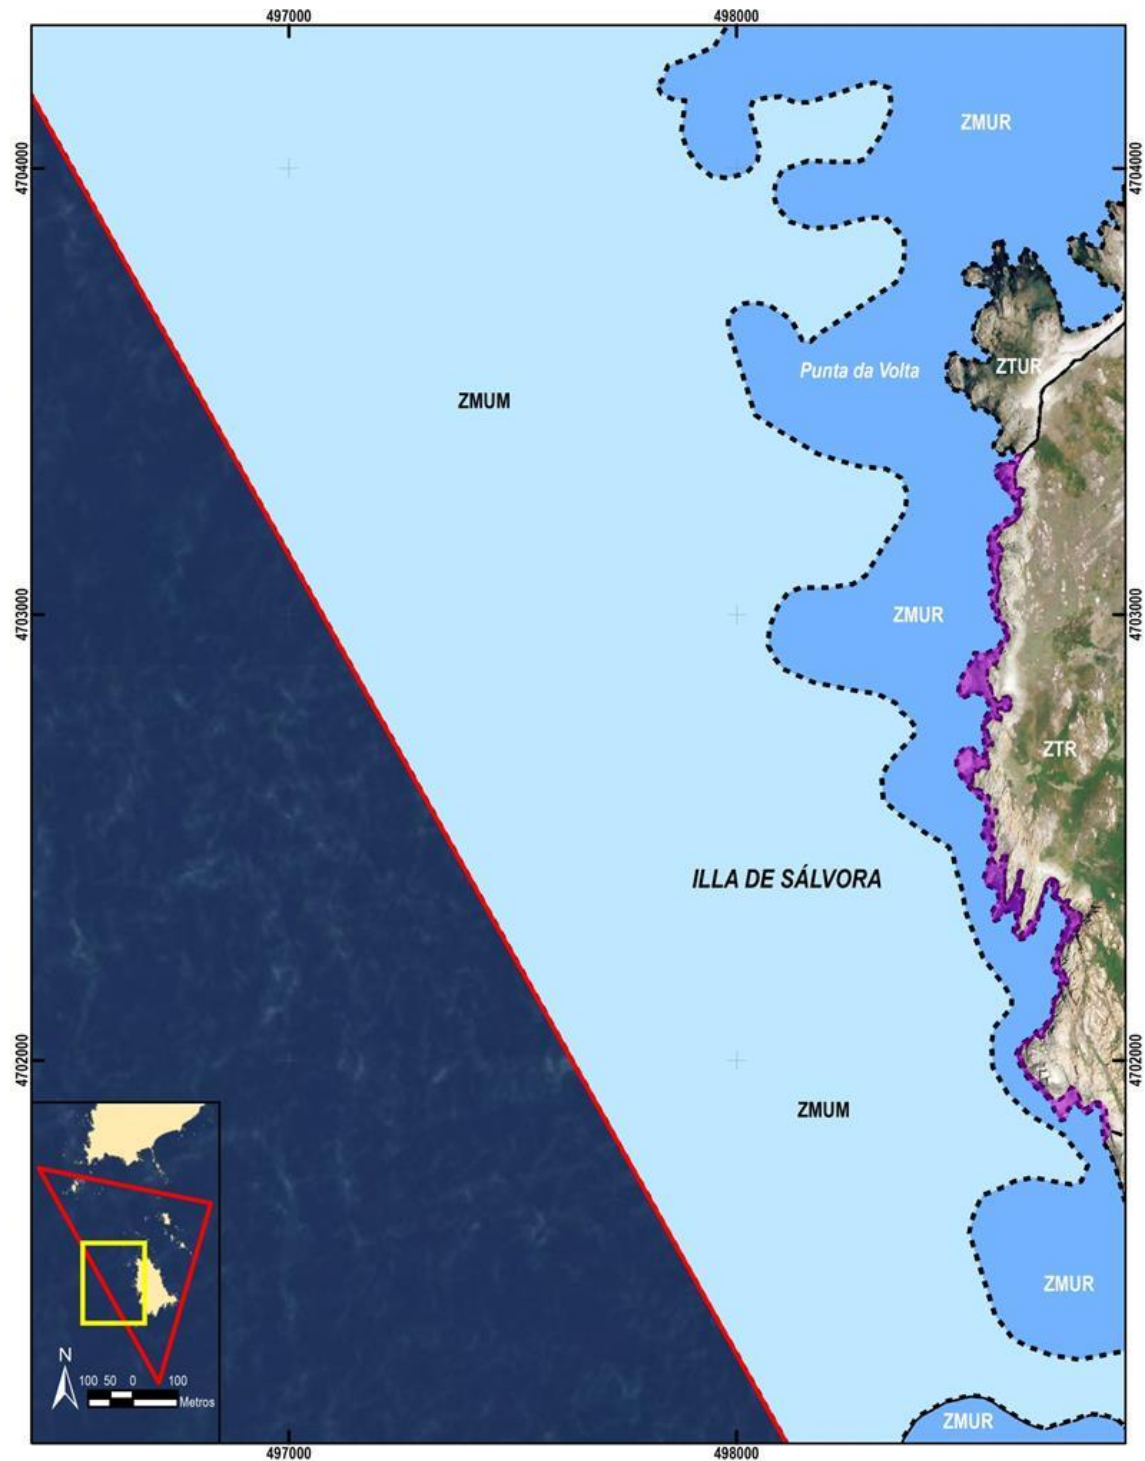 497000 498000
4704000 4704000
ZMUR
Punta da Volta
ZTUR
ZMUM
4703000 4703000
ZMUR
ZTR
ILLA DE SÁLVORA
4702000 4702000
ZMUM
ZMUR
N
100 50 0 100
Metros
ZMUR
497000 498000